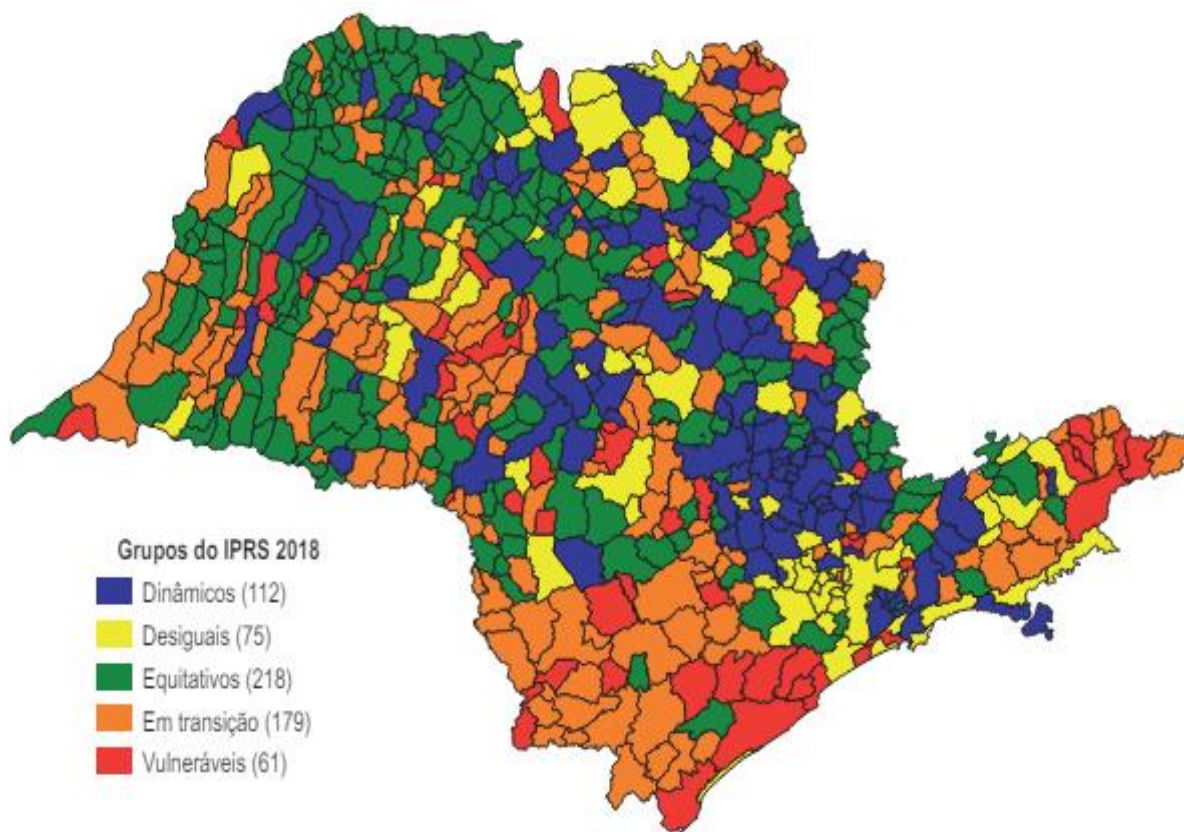 Grupos do IPRS 2018
Dinâmicos (112)
Desiguais (75)
Equitativos (218)
Em transição (179)
Vulneráveis (61)